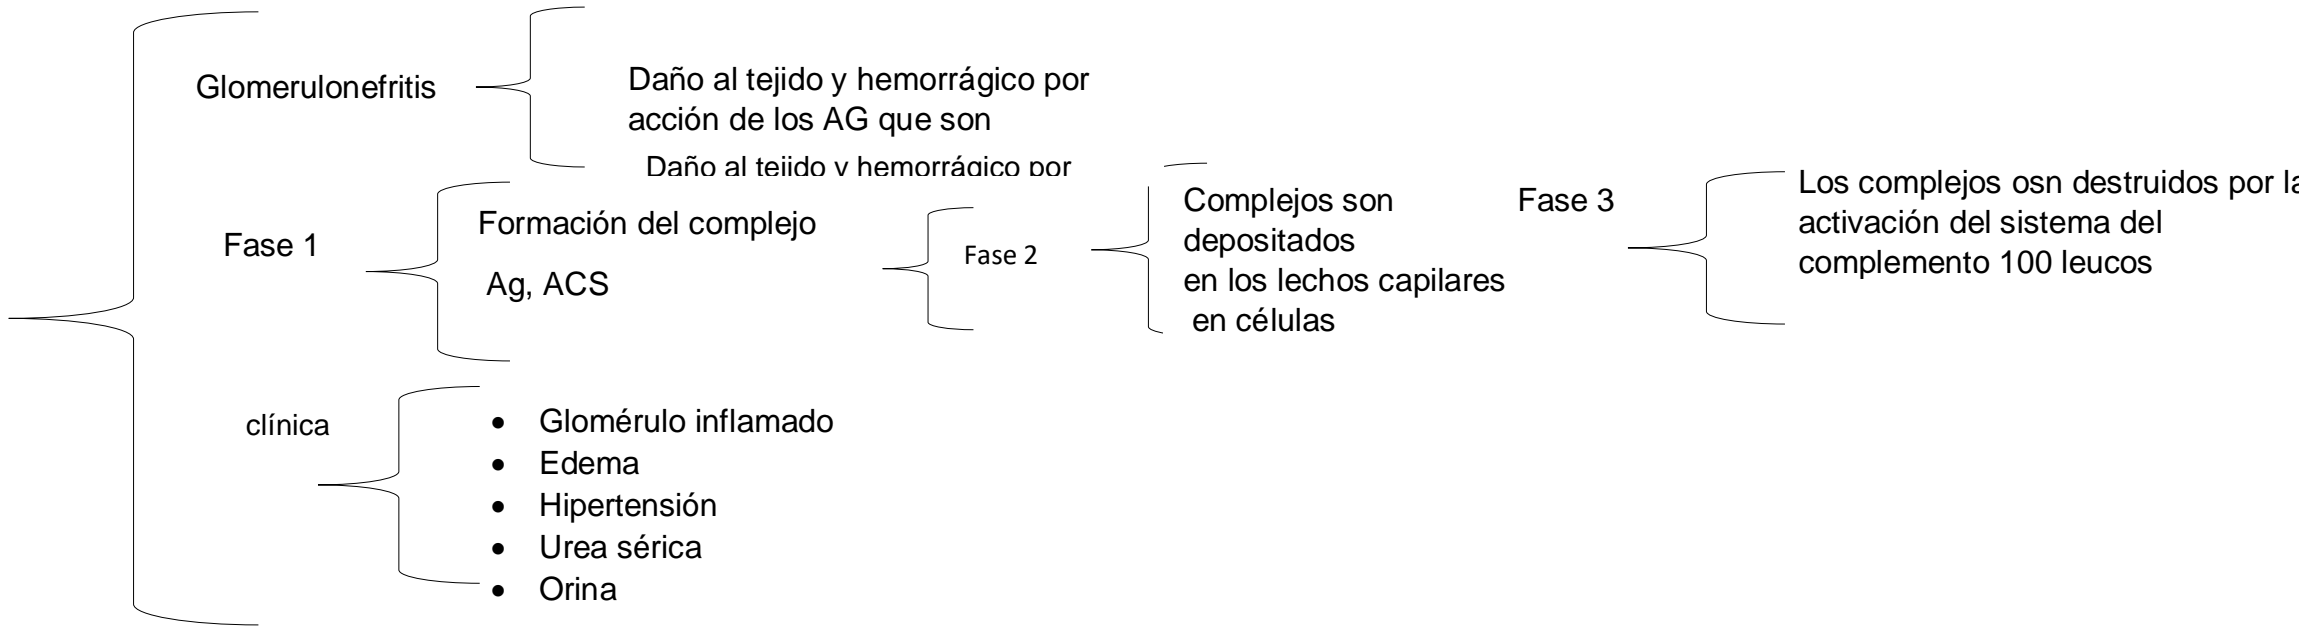 Glomerulonefritis
Daño al tejido y hemorrágico por
acción de los AG que son
Daño al tejido y hemorrágico por
Fase 1
Formación del complejo
Ag, ACS
Fase 2
Complejos son
depositados
en los lechos capilares
en células
Fase 3
Los complejos osn destruidos por la
activación del sistema del
complemento 100 leucos
clínica
• Glomérulo inflamado
• Edema
• Hipertensión
• Urea sérica
• Orina